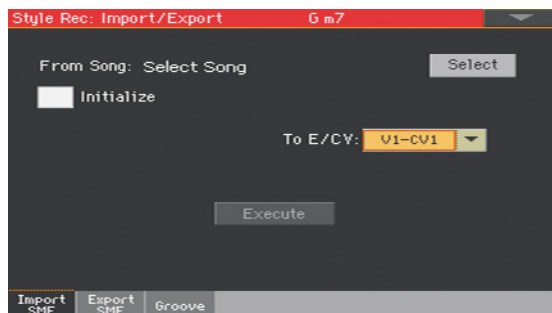 Style Rec: Import/Export G m7
From Song: Select Song Select
Initialize
To E/CV: V1-CV1
Execute
Import SMF Export SMF Groove